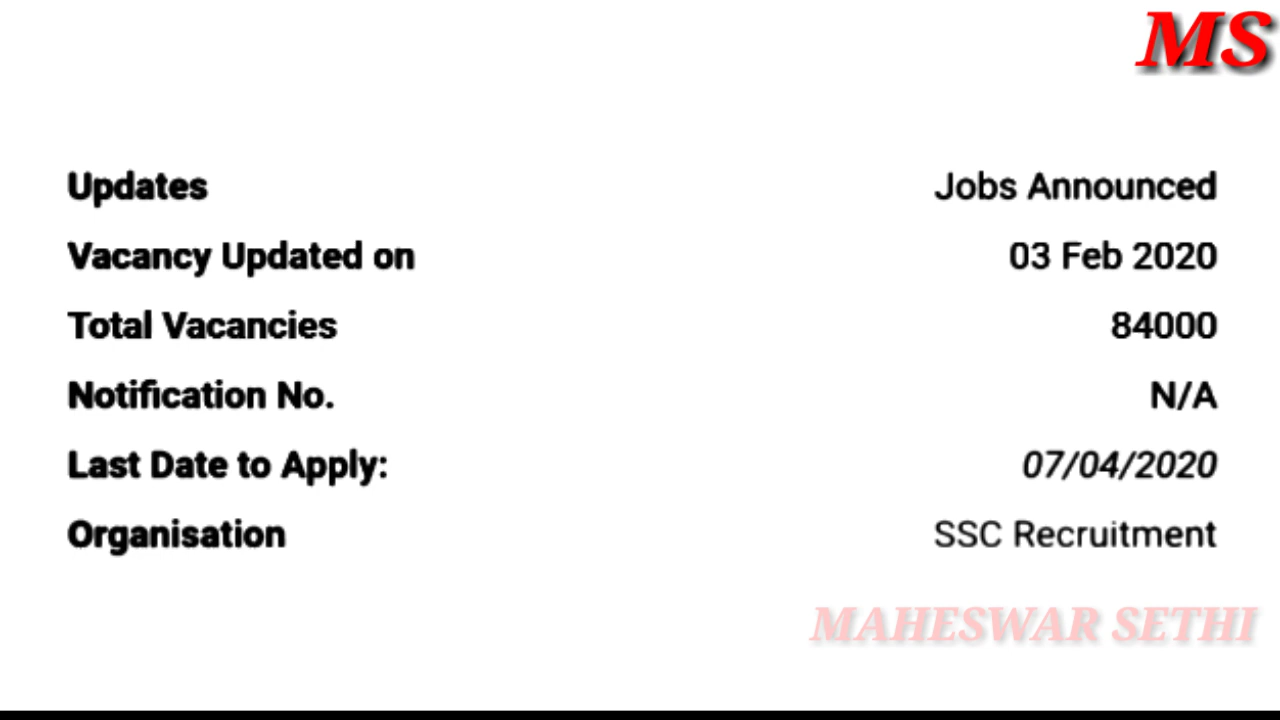 MS
Updates Jobs Announced
Vacancy Updated on 03 Feb 2020
Total Vacancies 84000
Notification No. N/A
Last Date to Apply: 07/04/2020
Organisation SSC Recruitment
MAHESWAR SETHI